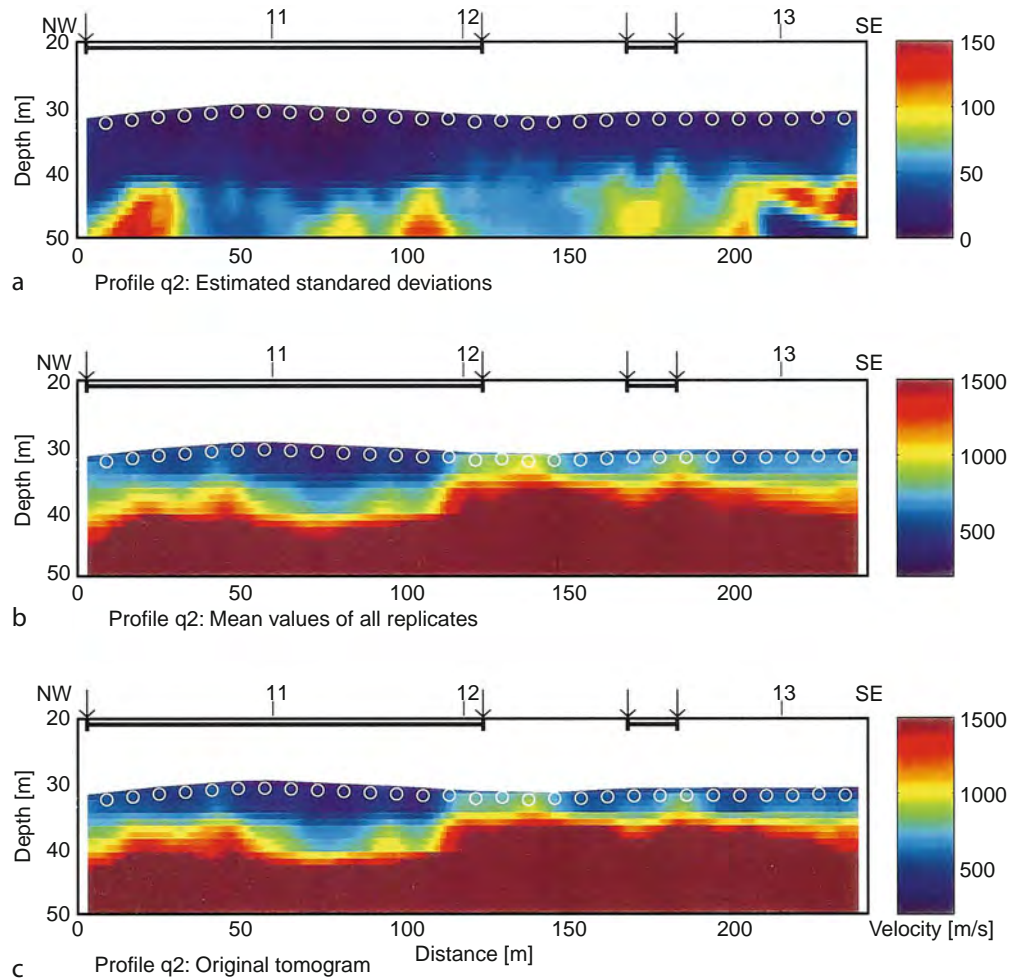 NW 11 12 13 SE
20
30
40
50
Depth [m]
0 50 100 150 200
150
100
50
0
a Profile q2: Estimated standared deviations
NW 11 12 13 SE
20
30
40
50
Depth [m]
0 50 100 150 200
1500
1000
500
b Profile q2: Mean values of all replicates
NW 11 12 13 SE
20
30
40
50
Depth [m]
0 50 100 150 200
Distance [m]
1500
1000
500
Velocity [m/s]
c Profile q2: Original tomogram